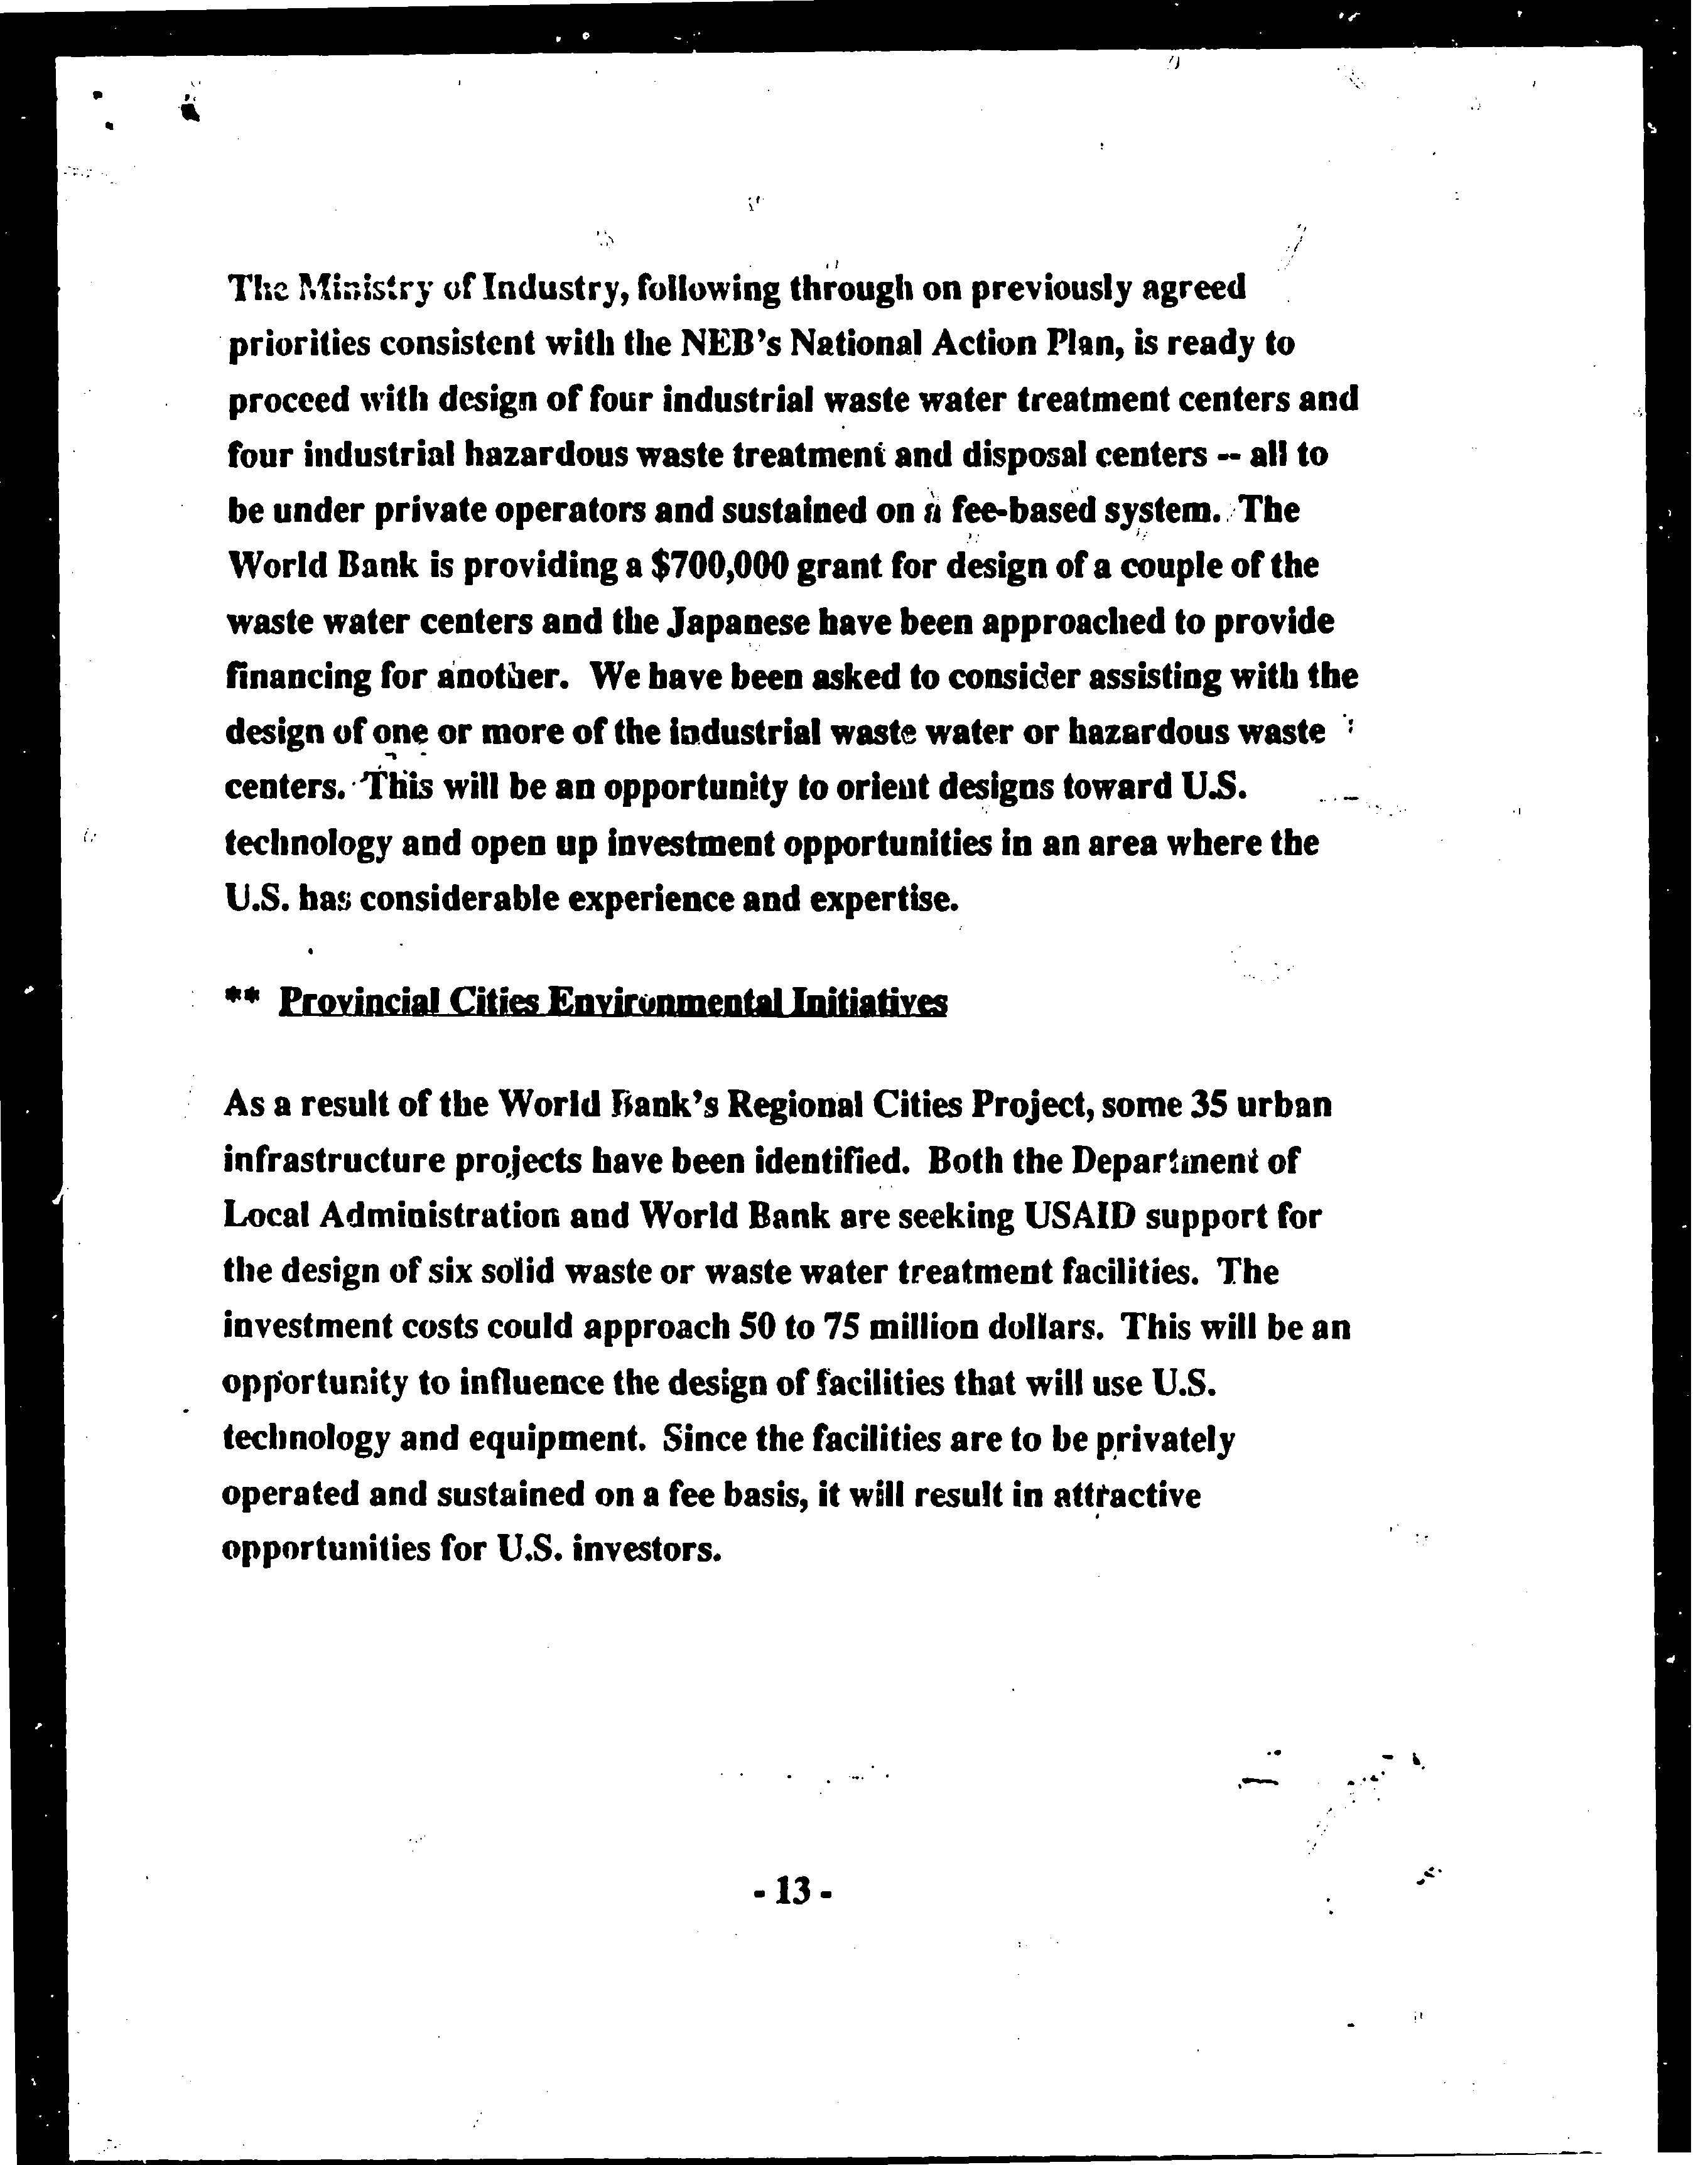 The Ministry of Industry, following through on previously agreed
priorities consistent with the NEB's National Action Plan, is ready to
proceed with design of four industrial waste water treatment centers and
four industrial hazardous waste treatment and disposal centers -- all to
be under private operators and sustained on a fee-based system. The
World Bank is providing a $700,000 grant for design of a couple of the
waste water centers and the Japanese have been approached to provide
financing for another. We have been asked to consider assisting with the
design of one or more of the industrial waste water or hazardous waste
centers. This will be an opportunity to orient designs toward U.S.
technology and open up investment opportunities in an area where the
U.S. has considerable experience and expertise.
** Provincial Cities Environmental Initiatives
As a result of the World Bank's Regional Cities Project, some 35 urban
infrastructure projects have been identified. Both the Department of
Local Administration and World Bank are seeking USAID support for
the design of six solid waste or waste water treatment facilities. The
investment costs could approach 50 to 75 million dollars. This will be an
opportunity to influence the design of facilities that will use U.S.
technology and equipment. Since the facilities are to be privately
operated and sustained on a fee basis, it will result in attractive
opportunities for U.S. investors.
- 13 -